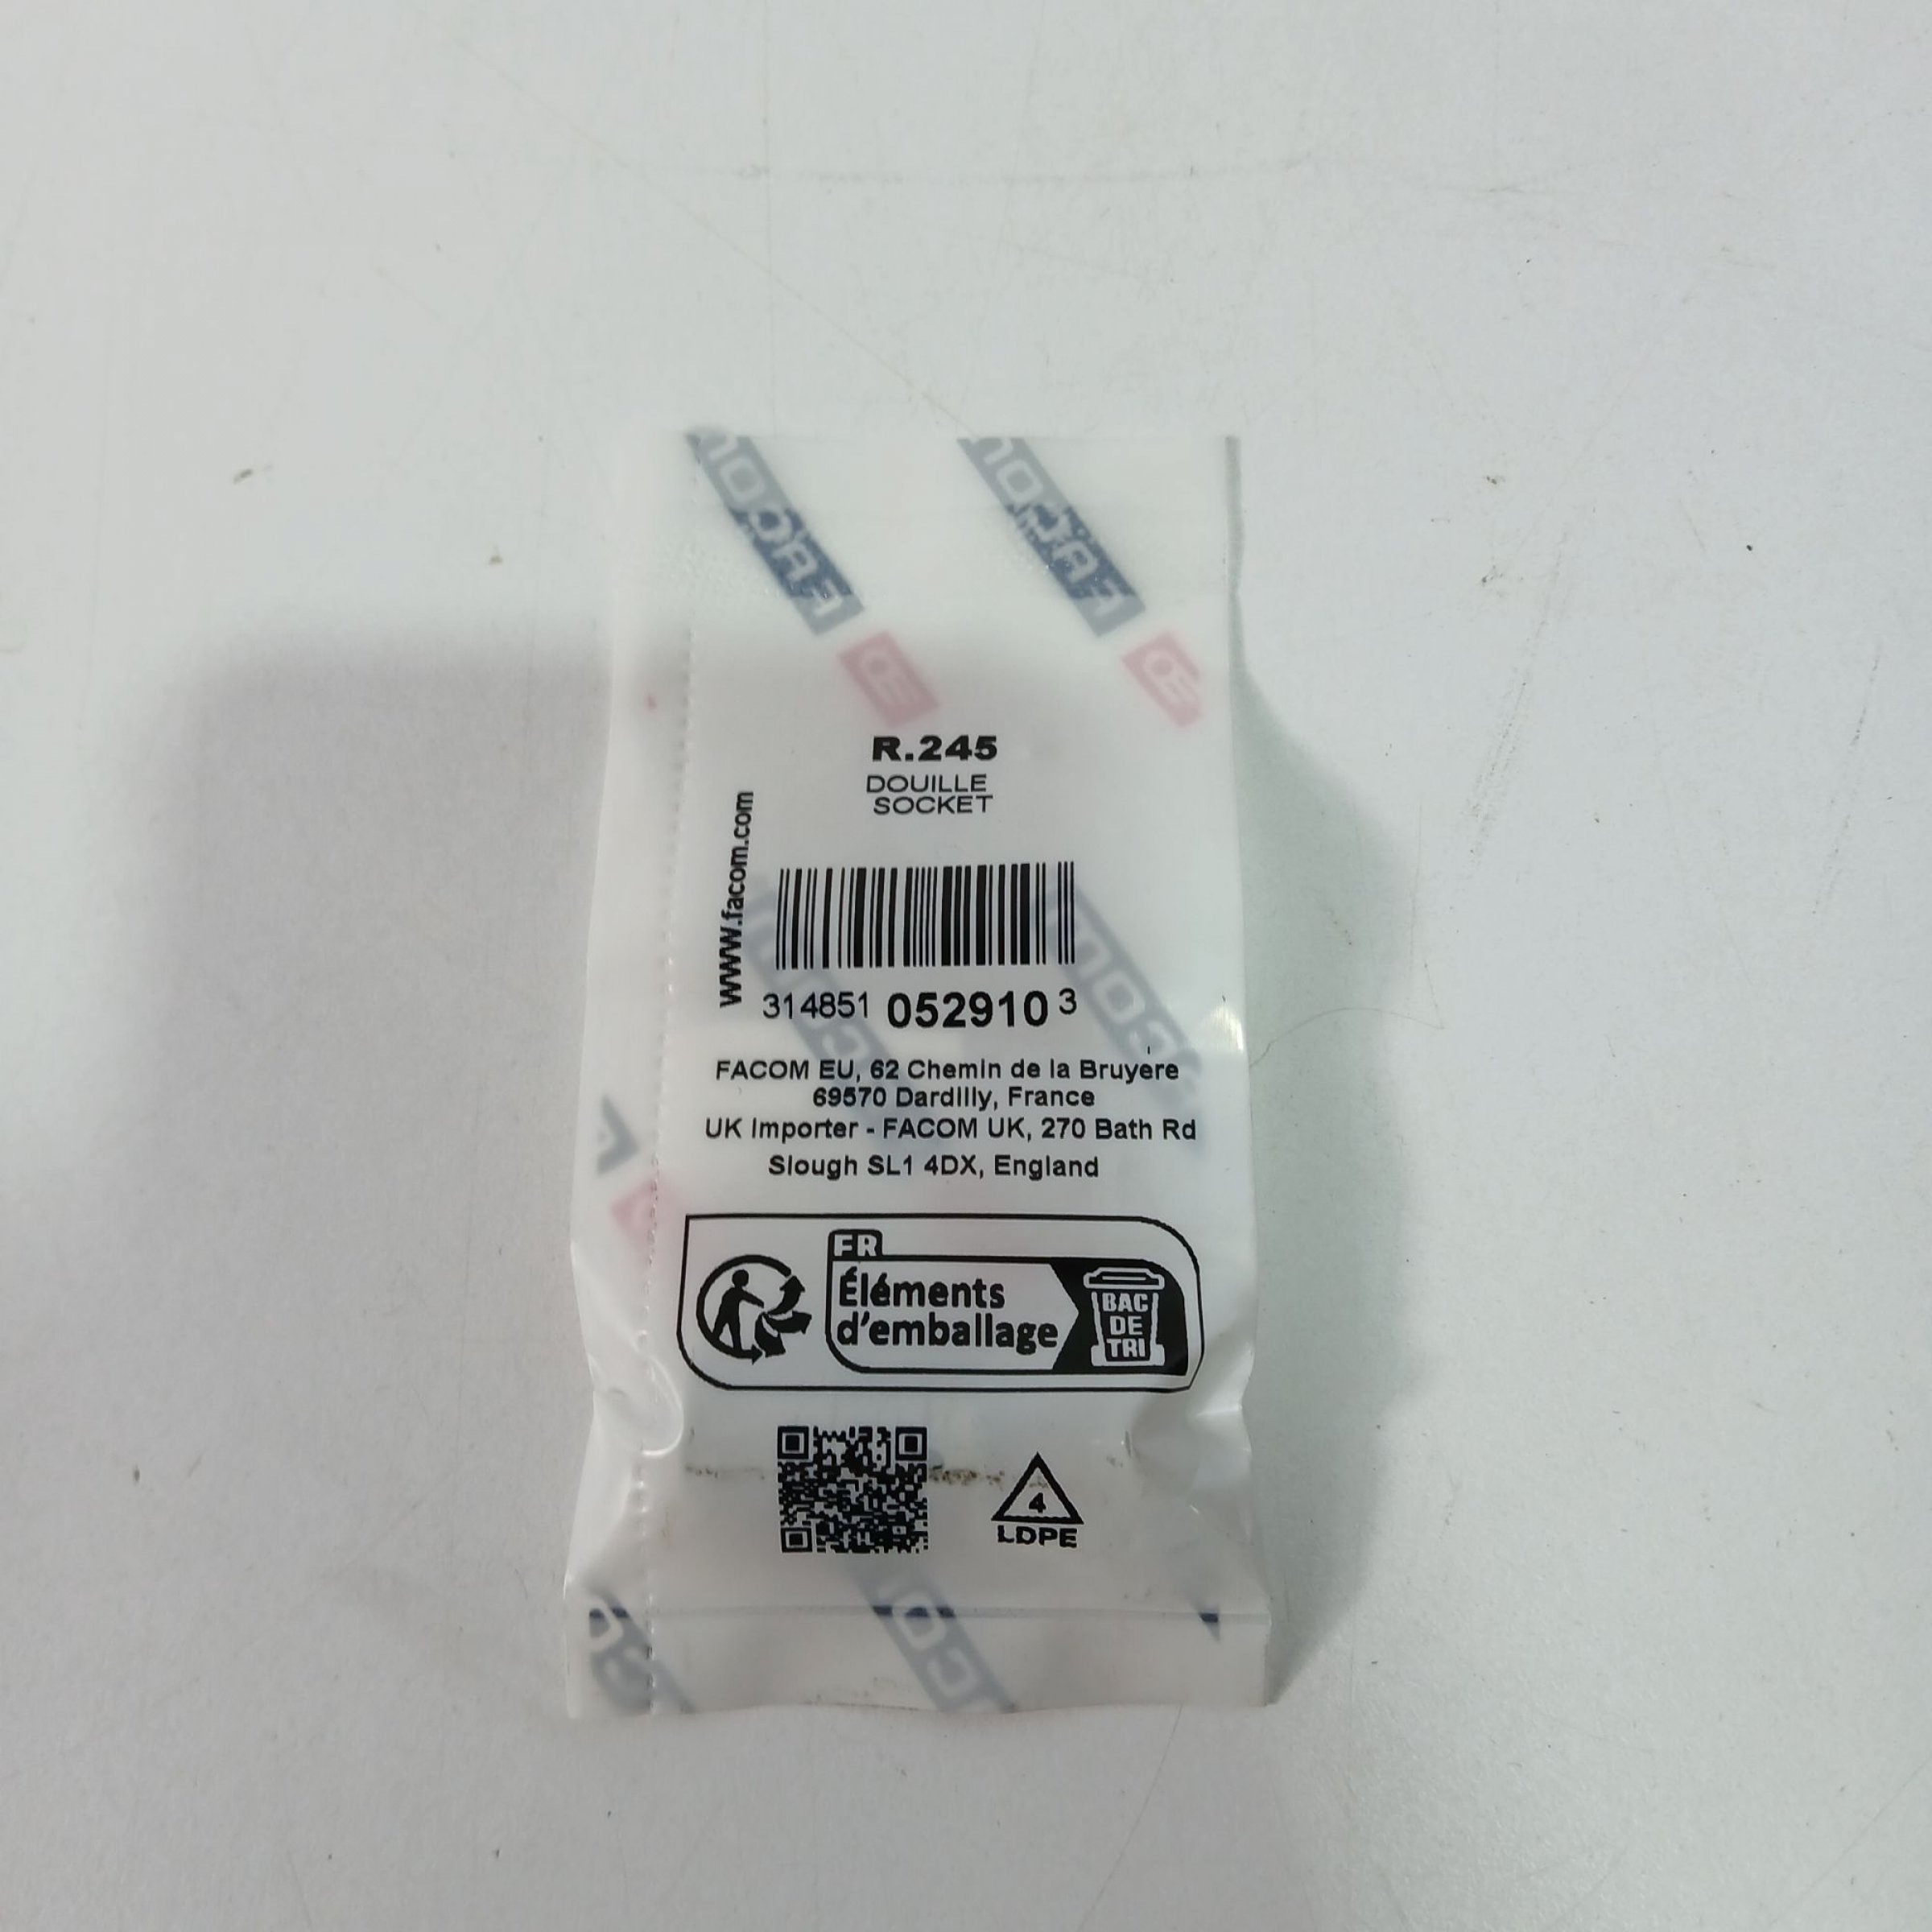 FACOM FACOM
R.245
DOUILLE
SOCKET
www.facom.com
314851 052910 3
FACOM EU, 62 Chemin de la Bruyere
69570 Dardilly, France
UK Importer - FACOM UK, 270 Bath Rd
Slough SL1 4DX, England
FR
Éléments
d'emballage
BAC
DE
TRI
4
LDPE